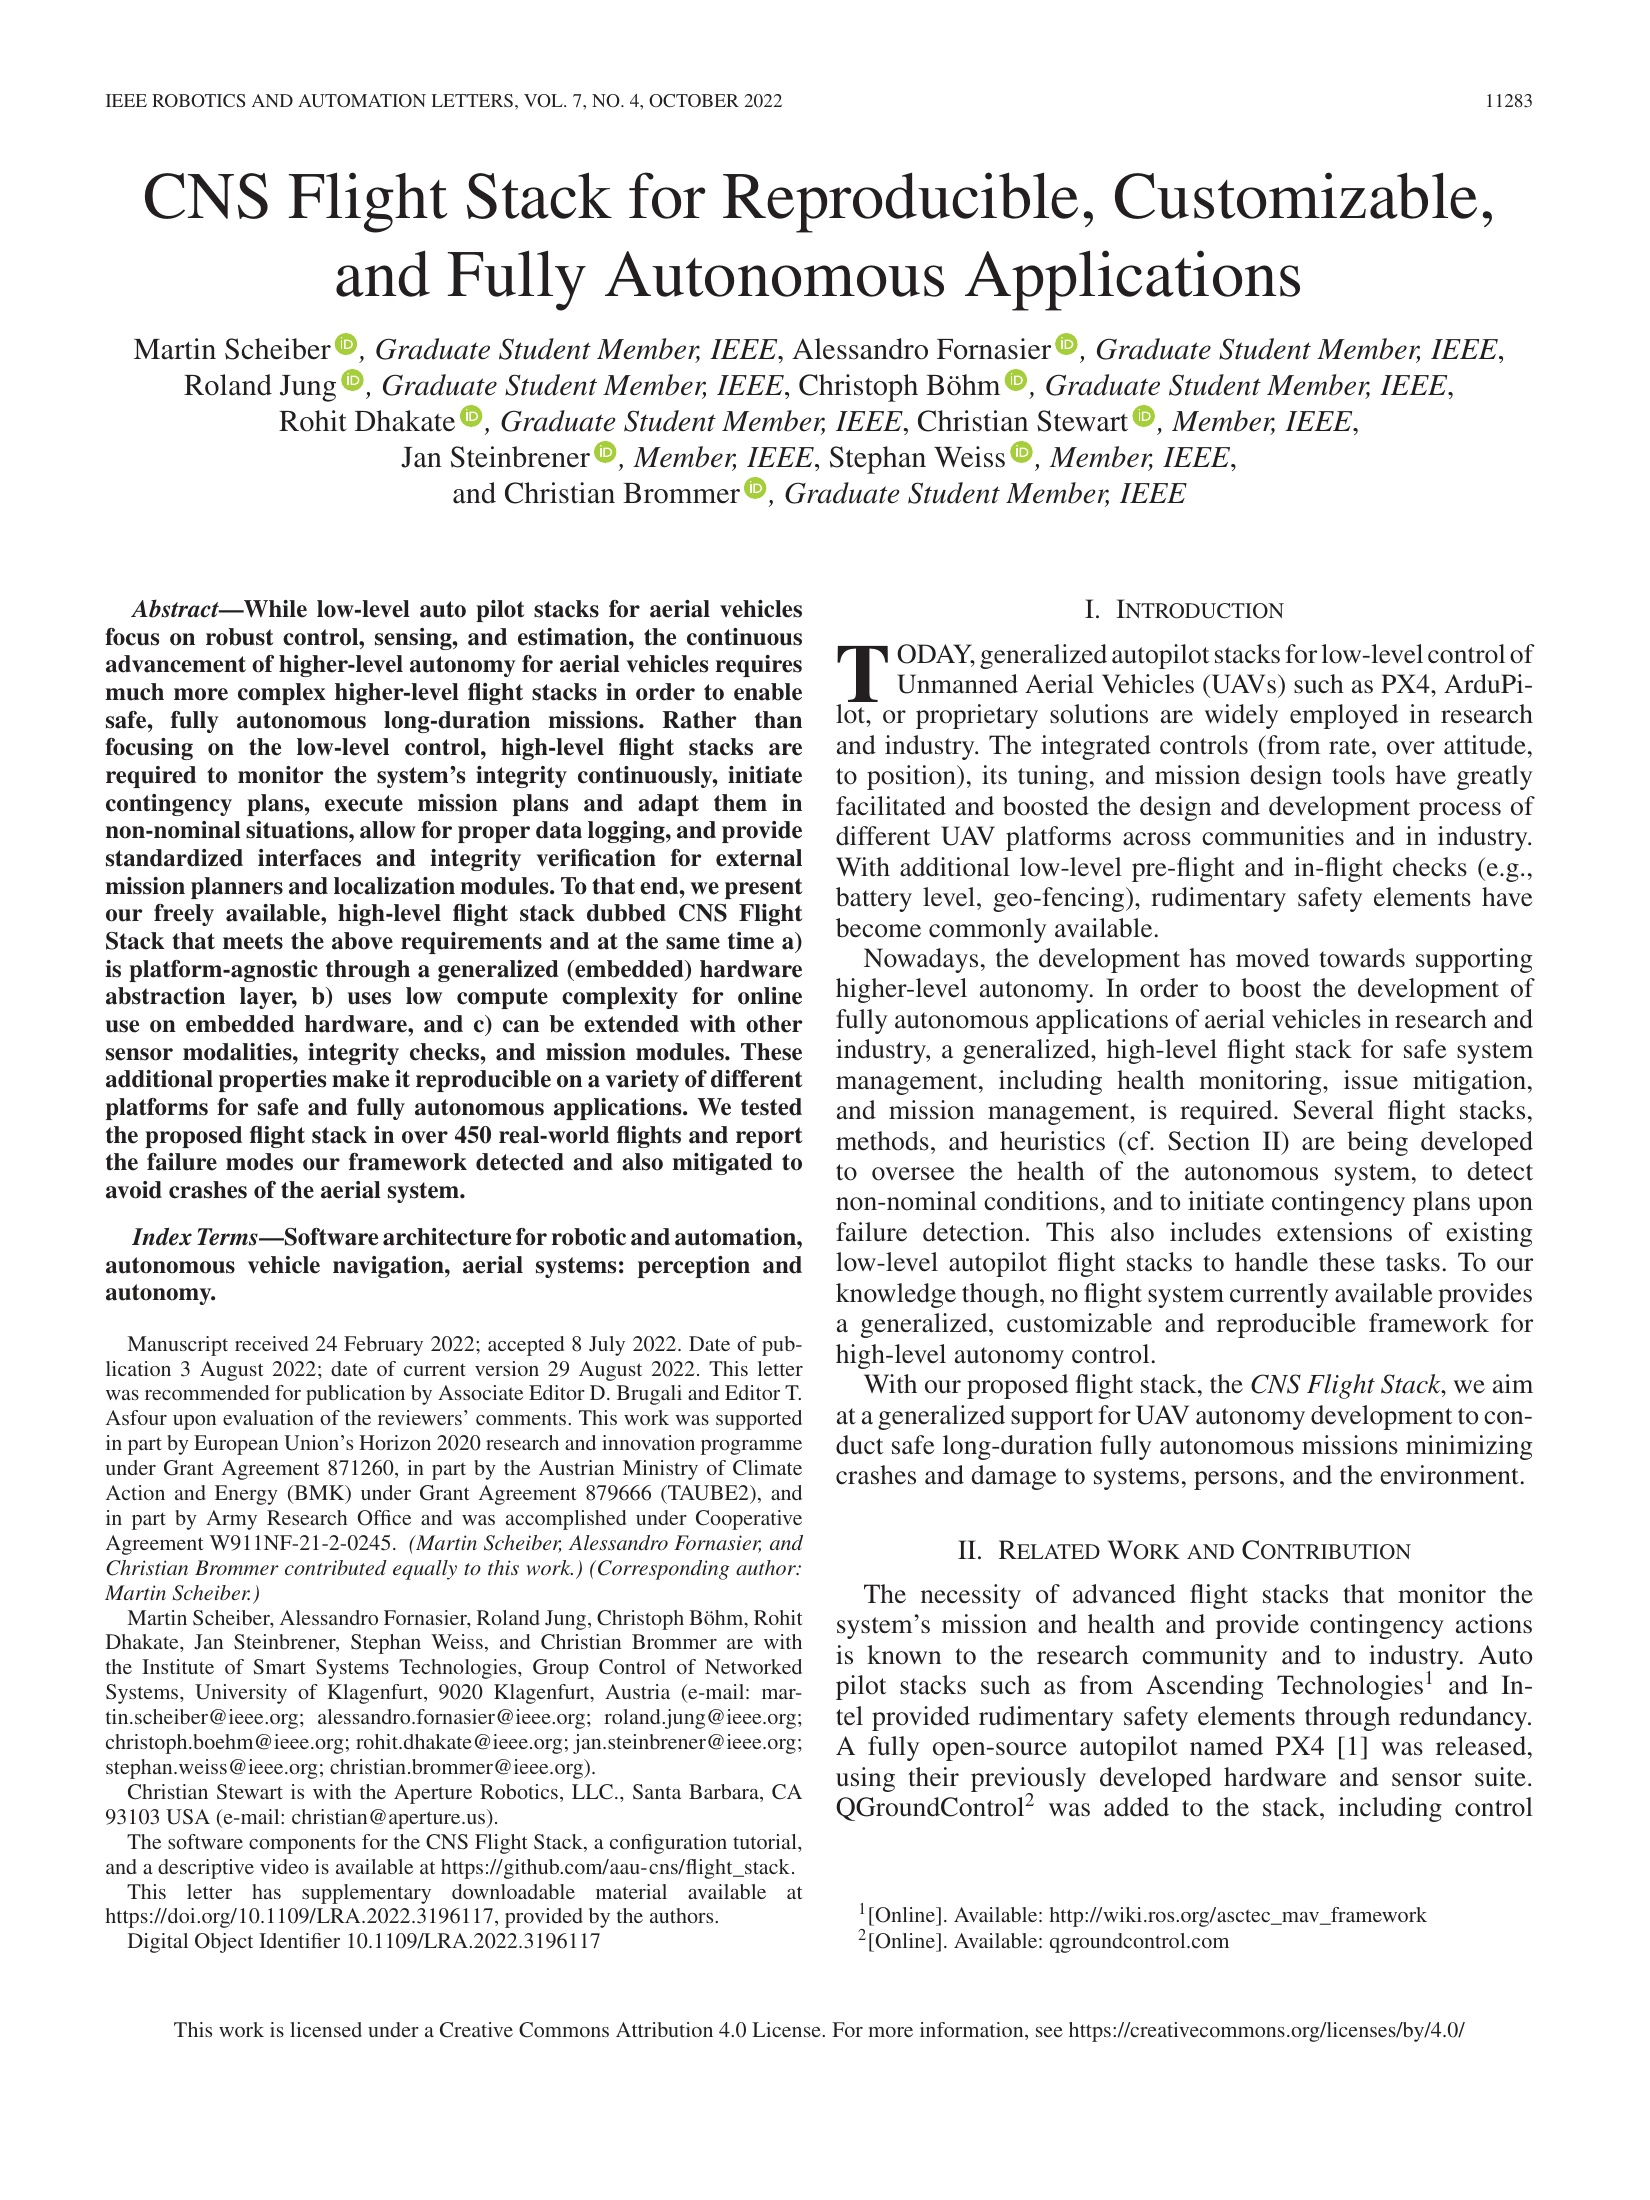 IEEE ROBOTICS AND AUTOMATION LETTERS, VOL. 7, NO. 4, OCTOBER 2022
11283
CNS Flight Stack for Reproducible, Customizable,
and Fully Autonomous Applications
Martin Scheiber, Graduate Student Member, IEEE, Alessandro Fornasier, Graduate Student Member, IEEE,
Roland Jung, Graduate Student Member, IEEE, Christoph Böhm, Graduate Student Member, IEEE,
Rohit Dhakate, Graduate Student Member, IEEE, Christian Stewart, Member, IEEE,
Jan Steinbrener, Member, IEEE, Stephan Weiss, Member, IEEE,
and Christian Brommer, Graduate Student Member, IEEE
Abstract—While low-level auto pilot stacks for aerial vehicles
focus on robust control, sensing, and estimation, the continuous
advancement of higher-level autonomy for aerial vehicles requires
much more complex higher-level flight stacks in order to enable
safe, fully autonomous long-duration missions. Rather than
focusing on the low-level control, high-level flight stacks are
required to monitor the system's integrity continuously, initiate
contingency plans, execute mission plans and adapt them in
non-nominal situations, allow for proper data logging, and provide
standardized interfaces and integrity verification for external
mission planners and localization modules. To that end, we present
our freely available, high-level flight stack dubbed CNS Flight
Stack that meets the above requirements and at the same time a)
is platform-agnostic through a generalized (embedded) hardware
abstraction layer, b) uses low compute complexity for online
use on embedded hardware, and c) can be extended with other
sensor modalities, integrity checks, and mission modules. These
additional properties make it reproducible on a variety of different
platforms for safe and fully autonomous applications. We tested
the proposed flight stack in over 450 real-world flights and report
the failure modes our framework detected and also mitigated to
avoid crashes of the aerial system.
Index Terms—Software architecture for robotic and automation,
autonomous vehicle navigation, aerial systems: perception and
autonomy.
Manuscript received 24 February 2022; accepted 8 July 2022. Date of pub-
lication 3 August 2022; date of current version 29 August 2022. This letter
was recommended for publication by Associate Editor D. Brugali and Editor T.
Asfour upon evaluation of the reviewers' comments. This work was supported
in part by European Union's Horizon 2020 research and innovation programme
under Grant Agreement 871260, in part by the Austrian Ministry of Climate
Action and Energy (BMK) under Grant Agreement 879666 (TAUBE2), and
in part by Army Research Office and was accomplished under Cooperative
Agreement W911NF-21-2-0245. (Martin Scheiber, Alessandro Fornasier, and
Christian Brommer contributed equally to this work.) (Corresponding author:
Martin Scheiber.)
Martin Scheiber, Alessandro Fornasier, Roland Jung, Christoph Böhm, Rohit
Dhakate, Jan Steinbrener, Stephan Weiss, and Christian Brommer are with
the Institute of Smart Systems Technologies, Group Control of Networked
Systems, University of Klagenfurt, 9020 Klagenfurt, Austria (e-mail: mar-
tin.scheiber@ieee.org; alessandro.fornasier@ieee.org; roland.jung@ieee.org;
christoph.boehm@ieee.org; rohit.dhakate@ieee.org; jan.steinbrener@ieee.org;
stephan.weiss@ieee.org; christian.brommer@ieee.org).
Christian Stewart is with the Aperture Robotics, LLC., Santa Barbara, CA
93103 USA (e-mail: christian@aperture.us).
The software components for the CNS Flight Stack, a configuration tutorial,
and a descriptive video is available at https://github.com/aau-cns/flight_stack.
This letter has supplementary downloadable material available at
https://doi.org/10.1109/LRA.2022.3196117, provided by the authors.
Digital Object Identifier 10.1109/LRA.2022.3196117
I. INTRODUCTION
TODAY, generalized autopilot stacks for low-level control of
Unmanned Aerial Vehicles (UAVs) such as PX4, ArduPi-
lot, or proprietary solutions are widely employed in research
and industry. The integrated controls (from rate, over attitude,
to position), its tuning, and mission design tools have greatly
facilitated and boosted the design and development process of
different UAV platforms across communities and in industry.
With additional low-level pre-flight and in-flight checks (e.g.,
battery level, geo-fencing), rudimentary safety elements have
become commonly available.
Nowadays, the development has moved towards supporting
higher-level autonomy. In order to boost the development of
fully autonomous applications of aerial vehicles in research and
industry, a generalized, high-level flight stack for safe system
management, including health monitoring, issue mitigation,
and mission management, is required. Several flight stacks,
methods, and heuristics (cf. Section II) are being developed
to oversee the health of the autonomous system, to detect
non-nominal conditions, and to initiate contingency plans upon
failure detection. This also includes extensions of existing
low-level autopilot flight stacks to handle these tasks. To our
knowledge though, no flight system currently available provides
a generalized, customizable and reproducible framework for
high-level autonomy control.
With our proposed flight stack, the CNS Flight Stack, we aim
at a generalized support for UAV autonomy development to con-
duct safe long-duration fully autonomous missions minimizing
crashes and damage to systems, persons, and the environment.
II. RELATED WORK AND CONTRIBUTION
The necessity of advanced flight stacks that monitor the
system's mission and health and provide contingency actions
is known to the research community and to industry. Auto
pilot stacks such as from Ascending Technologies1 and In-
tel provided rudimentary safety elements through redundancy.
A fully open-source autopilot named PX4 [1] was released,
using their previously developed hardware and sensor suite.
QGroundControl2 was added to the stack, including control
1[Online]. Available: http://wiki.ros.org/asctec_mav_framework
2[Online]. Available: qgroundcontrol.com
This work is licensed under a Creative Commons Attribution 4.0 License. For more information, see https://creativecommons.org/licenses/by/4.0/